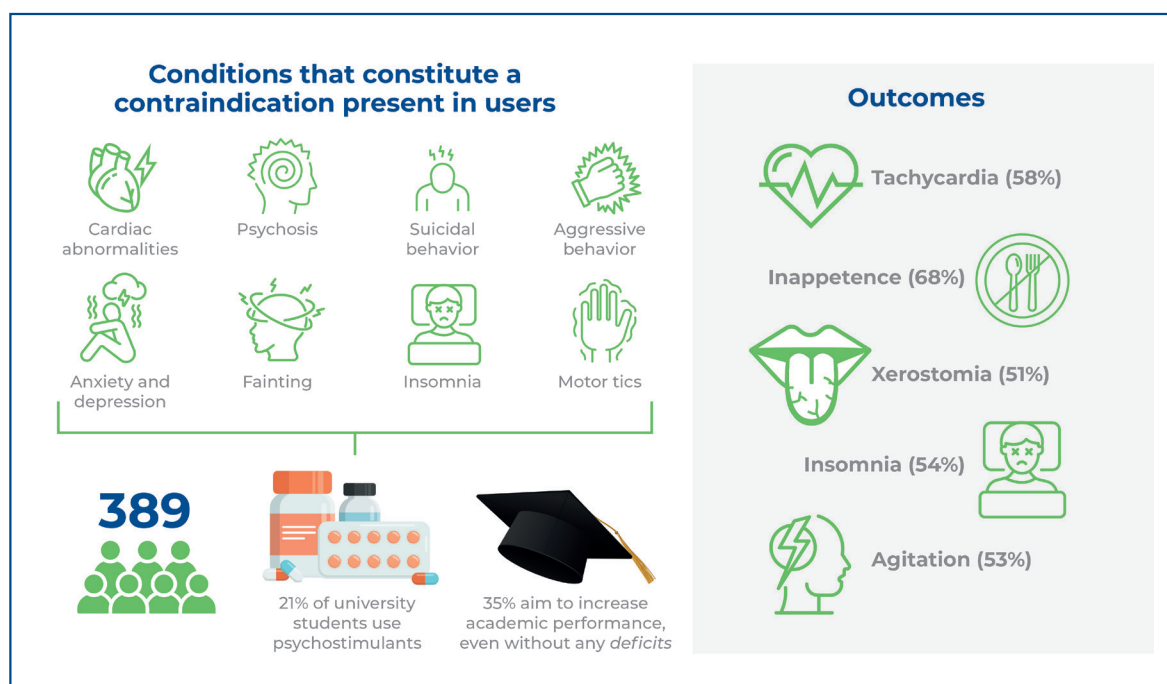 Conditions that constitute a
contraindication present in users
Cardiac
abnormalities
Psychosis
Suicidal
behavior
Aggressive
behavior
Anxiety and
depression
Fainting
Insomnia
Motor tics
389
21% of university
students use
psychostimulants
35% aim to increase
academic performance,
even without any deficits
Outcomes
Tachycardia (58%)
Inappetence (68%)
Xerostomia (51%)
Insomnia (54%)
Agitation (53%)